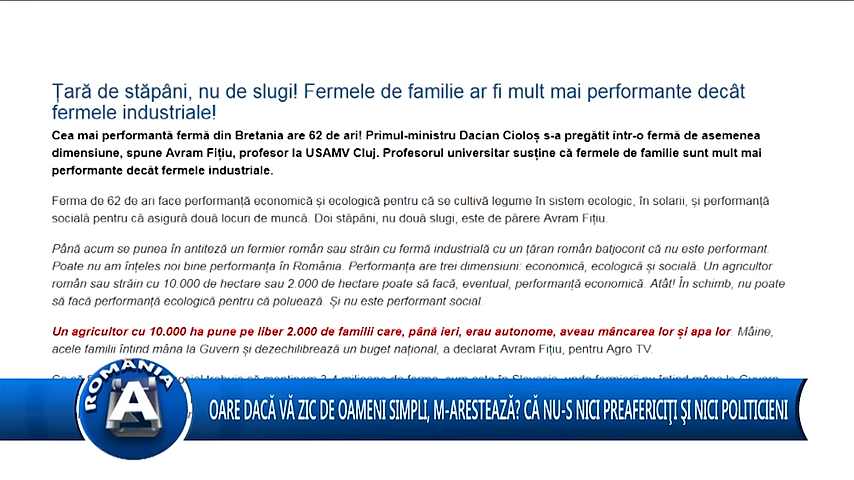 Țară de stăpâni, nu de slugi! Fermele de familie ar fi mult mai performante decât
fermele industriale!
Cea mai performantă fermă din Bretania are 62 de ari! Primul-ministru Dacian Cioloș s-a pregătit într-o fermă de asemenea
dimensiune, spune Avram Fițiu, profesor la USAMV Cluj. Profesorul universitar susține că fermele de familie sunt mult mai
performante decât fermele industriale.
Ferma de 62 de ari face performanță economică și ecologică pentru că se cultivă legume în sistem ecologic, în solarii, și performanță
socială pentru că asigură două locuri de muncă. Doi stăpâni, nu două slugi, este de părere Avram Fițiu.
Până acum se punea în antiteză un fermier român sau străin cu fermă industrială cu un țăran român batjocorit că nu este performant.
Poate nu am înțeles noi bine performanța în România. Performanța are trei dimensiuni: economică, ecologică și socială. Un agricultor
român sau străin cu 10.000 de hectare sau 2.000 de hectare poate să facă, eventual, performanță economică. Atât! În schimb, nu poate
să facă performanță ecologică pentru că poluează. Și nu este performant social.
Un agricultor cu 10.000 ha pune pe liber 2.000 de familii care, până ieri, erau autonome, aveau mâncarea lor și apa lor. Mâine,
acele familii întind mâna la Guvern și dezechilibrează un buget național, a declarat Avram Fițiu, pentru Agro TV.
ROMÂNIA
A
OARE DACĂ VĂ ZIC DE OAMENI SIMPLI, M-ARESTEAZĂ? CĂ NU-S NICI PREAFERICIŢI ŞI NICI POLITICIENI